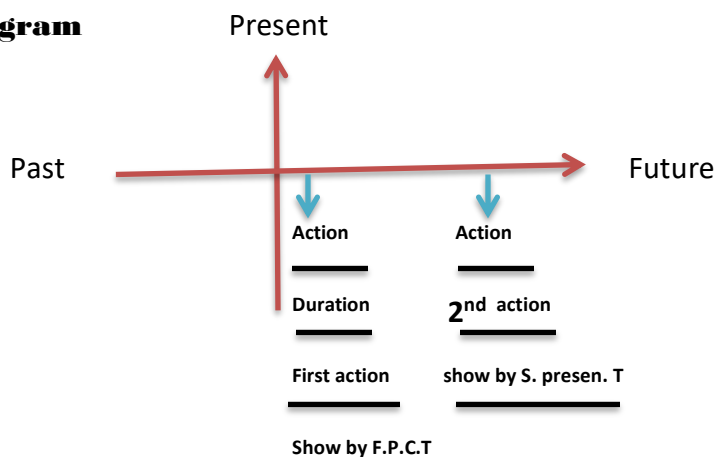 gram
Present
Past
Future
Action
Action
Duration
2nd action
First action
show by S. presen. T
Show by F.P.C.T